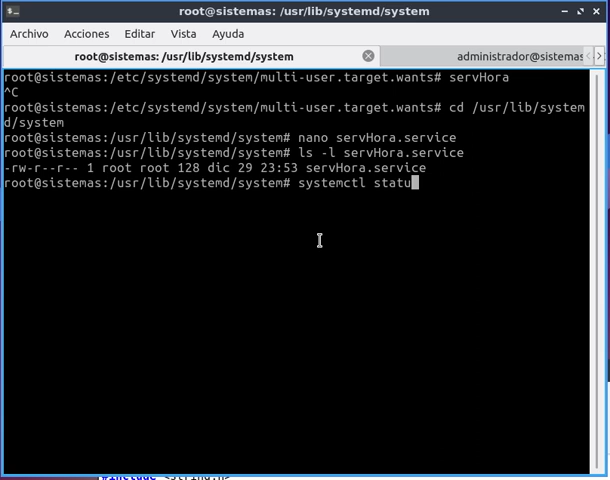 root@sistemas: /usr/lib/systemd/system
Archivo Acciones Editar Vista Ayuda
root@sistemas: /usr/lib/systemd/system administrador@sistemas
root@sistemas:/etc/systemd/system/multi-user.target.wants# servHora
^C
root@sistemas:/etc/systemd/system/multi-user.target.wants# cd /usr/lib/system
d/system
root@sistemas:/usr/lib/systemd/system# nano servHora.service
root@sistemas:/usr/lib/systemd/system# ls -l servHora.service
-rw-r--r-- 1 root root 128 dic 29 23:53 servHora.service
root@sistemas:/usr/lib/systemd/system# systemctl statu
#include <string.h>